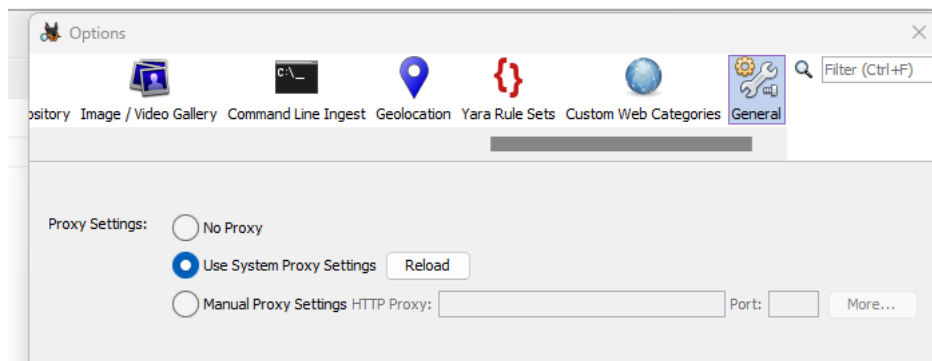 Options
C:\_
Filter (Ctrl+F)
ository Image / Video Gallery Command Line Ingest Geolocation Yara Rule Sets Custom Web Categories General
Proxy Settings:
No Proxy
Use System Proxy Settings Reload
Manual Proxy Settings HTTP Proxy: Port: More...